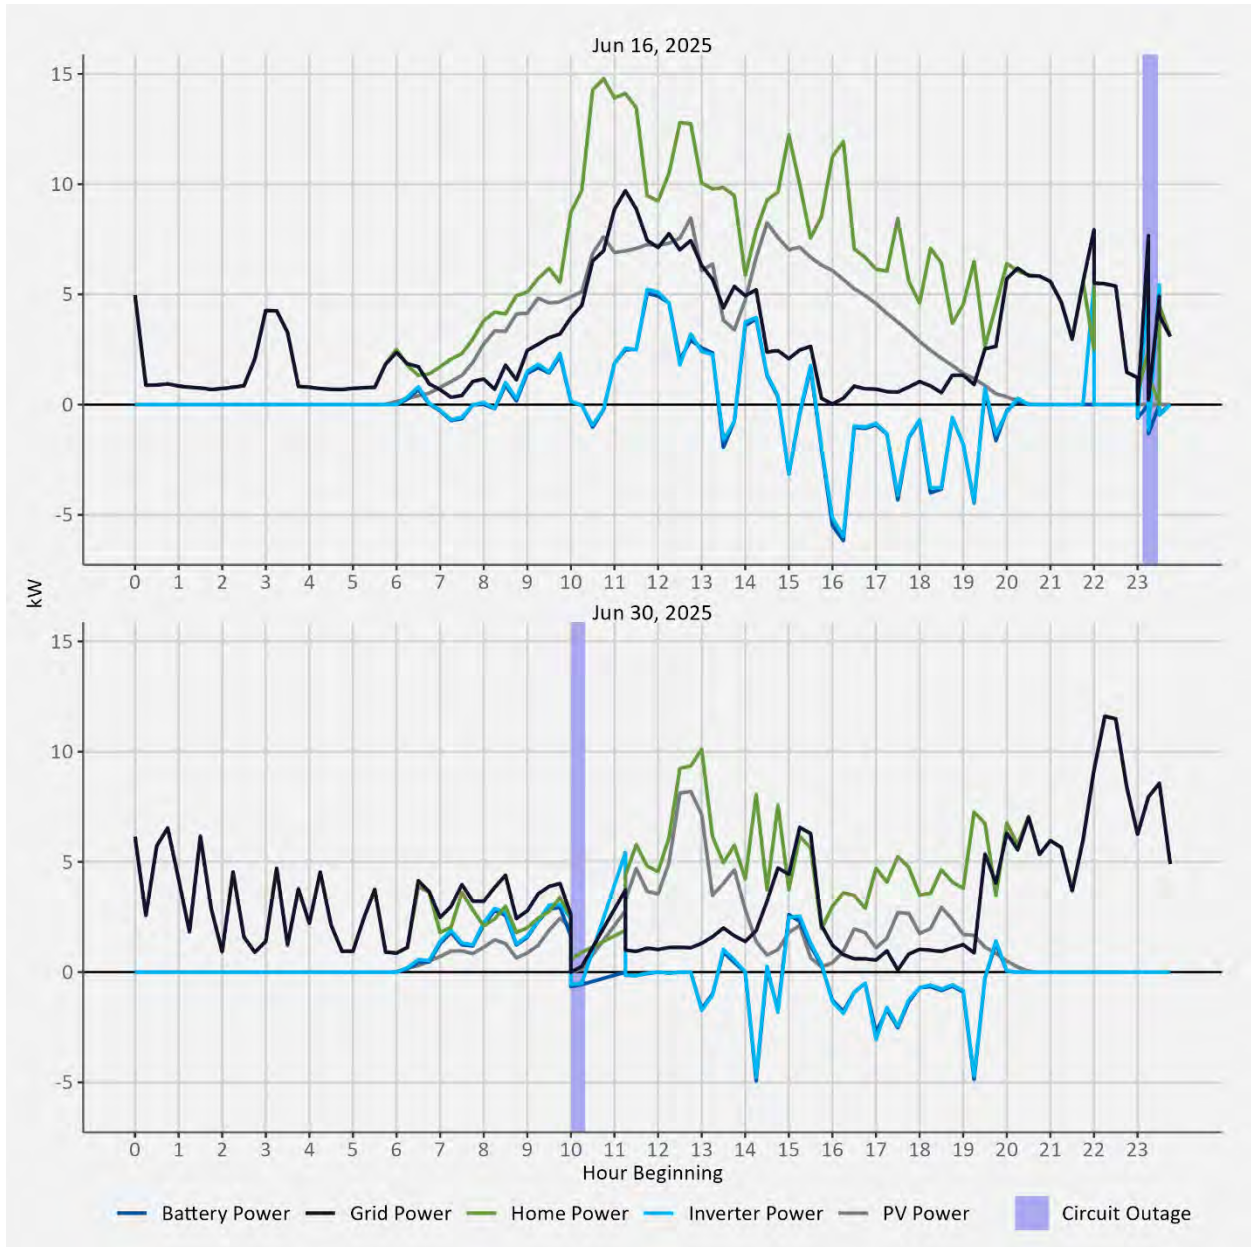 Jun 16, 2025
15
10
5
0
-5
0 1 2 3 4 5 6 7 8 9 10 11 12 13 14 15 16 17 18 19 20 21 22 23
kW
Jun 30, 2025
15
10
5
0
-5
0 1 2 3 4 5 6 7 8 9 10 11 12 13 14 15 16 17 18 19 20 21 22 23
Hour Beginning
Battery Power Grid Power Home Power Inverter Power PV Power Circuit Outage